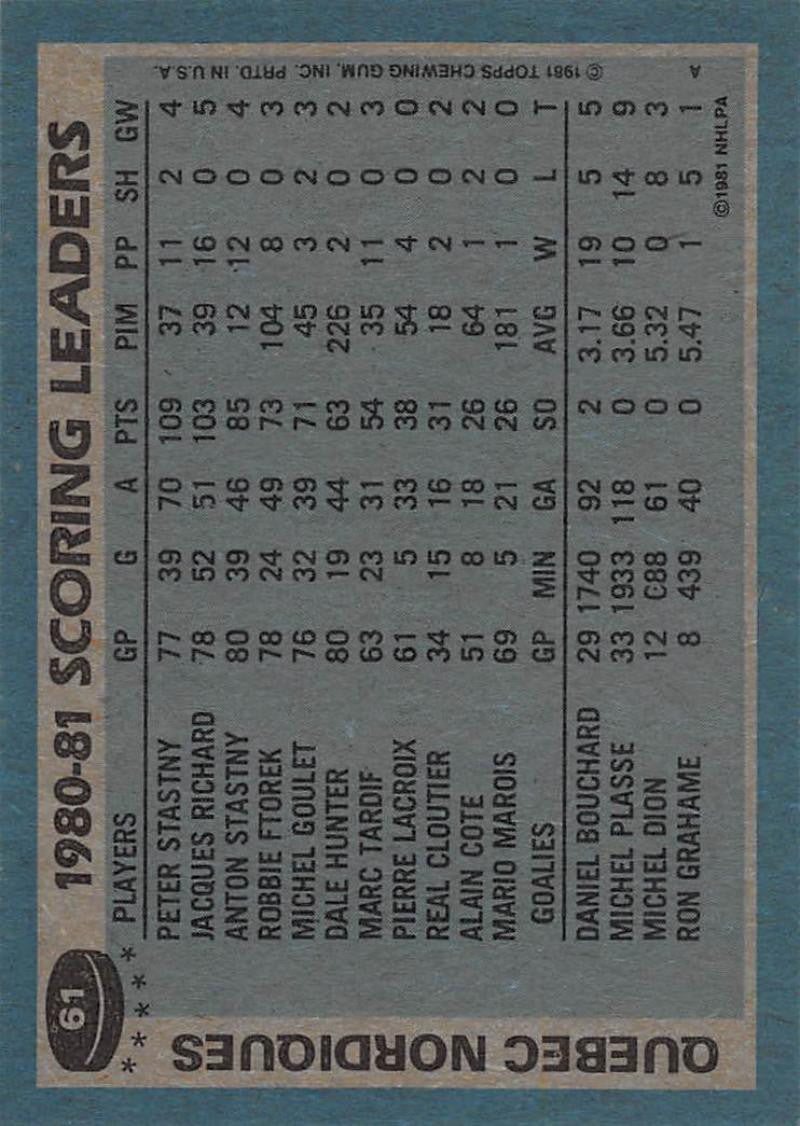 61
1980-81 SCORING LEADERS
* * * * *
QUEBEC NORDIQUES
PLAYERS GP G A PTS PIM PP SH GW
PETER STASTNY 77 39 70 109 37 11 2 4
JACQUES RICHARD 78 52 51 103 39 16 0 5
ANTON STASTNY 80 39 46 85 12 12 0 4
ROBBIE FTOREK 78 24 49 73 104 8 0 3
MICHEL GOULET 76 32 39 71 45 3 2 3
DALE HUNTER 80 19 44 63 226 2 0 2
MARC TARDIF 63 23 31 54 35 11 0 3
PIERRE LACROIX 61 5 33 38 54 4 0 0
REAL CLOUTIER 34 15 16 31 18 2 0 2
ALAIN COTE 51 8 18 26 64 1 2 2
MARIO MAROIS 69 5 21 26 181 1 0 0
GOALIES GP MIN GA SO AVG W L T
DANIEL BOUCHARD 29 1740 92 2 3.17 19 5 5
MICHEL PLASSE 33 1933 118 0 3.66 10 14 9
MICHEL DION 12 C88 61 0 5.32 0 8 3
RON GRAHAME 8 439 40 0 5.47 1 5 1
©1981 NHLPA
A
© 1981 TOPPS CHEWING GUM, INC. PRTD. IN U.S.A.